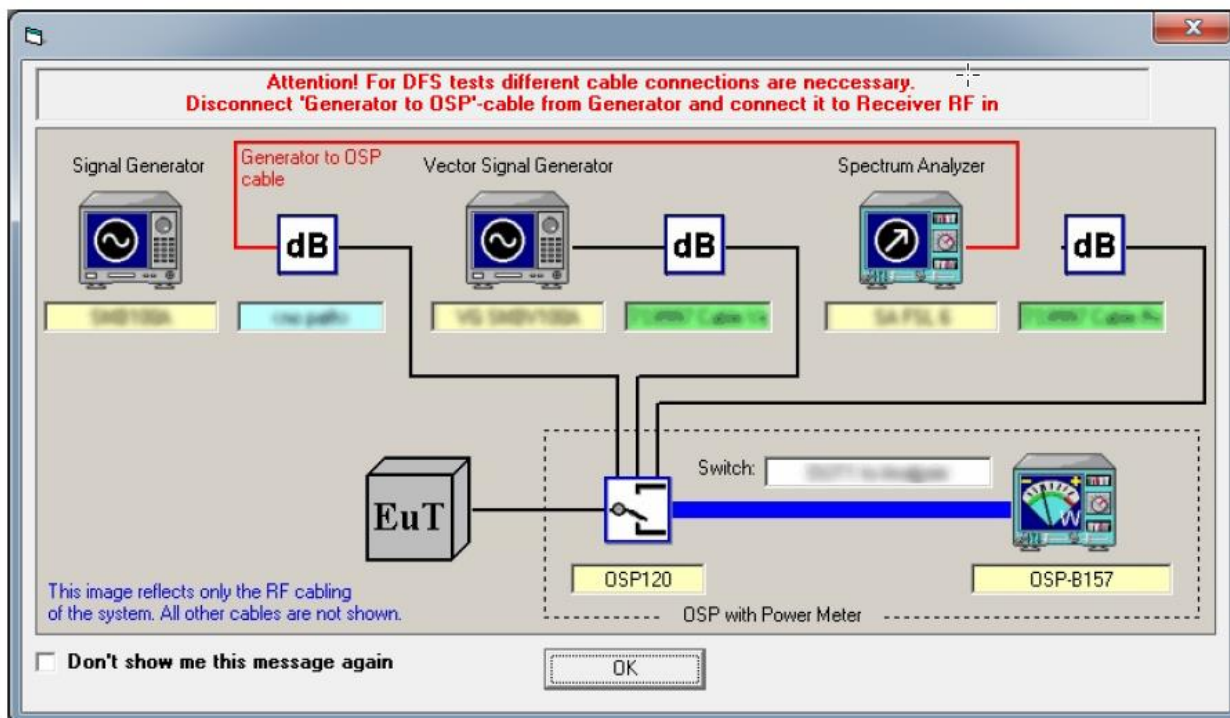 Attention! For DFS tests different cable connections are neccessary.
Disconnect 'Generator to OSP'-cable from Generator and connect it to Receiver RF in
Signal Generator
Generator to OSP
cable
Vector Signal Generator
Spectrum Analyzer
dB
dB
dB
Switch:
EuT
W
OSP120
OSP-B157
This image reflects only the RF cabling
of the system. All other cables are not shown.
OSP with Power Meter
Don't show me this message again
OK